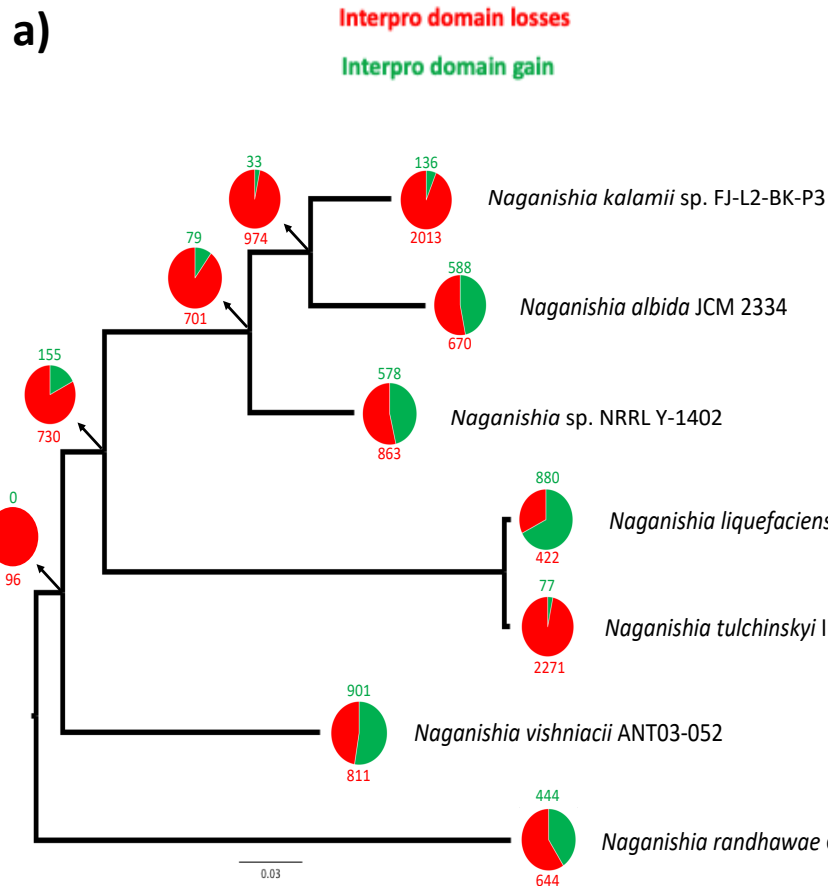 a)
Interpro domain losses
Interpro domain gain
33
136
Naganishia kalamii sp. FJ-L2-BK-P3
974
2013
79
588
Naganishia albida JCM 2334
701
670
155
578
Naganishia sp. NRRL Y-1402
730
863
880
Naganishia liquefaciens
0
422
96
77
Naganishia tulchinskyi I
2271
901
Naganishia vishniacii ANT03-052
811
444
Naganishia randhawae
0.03
644